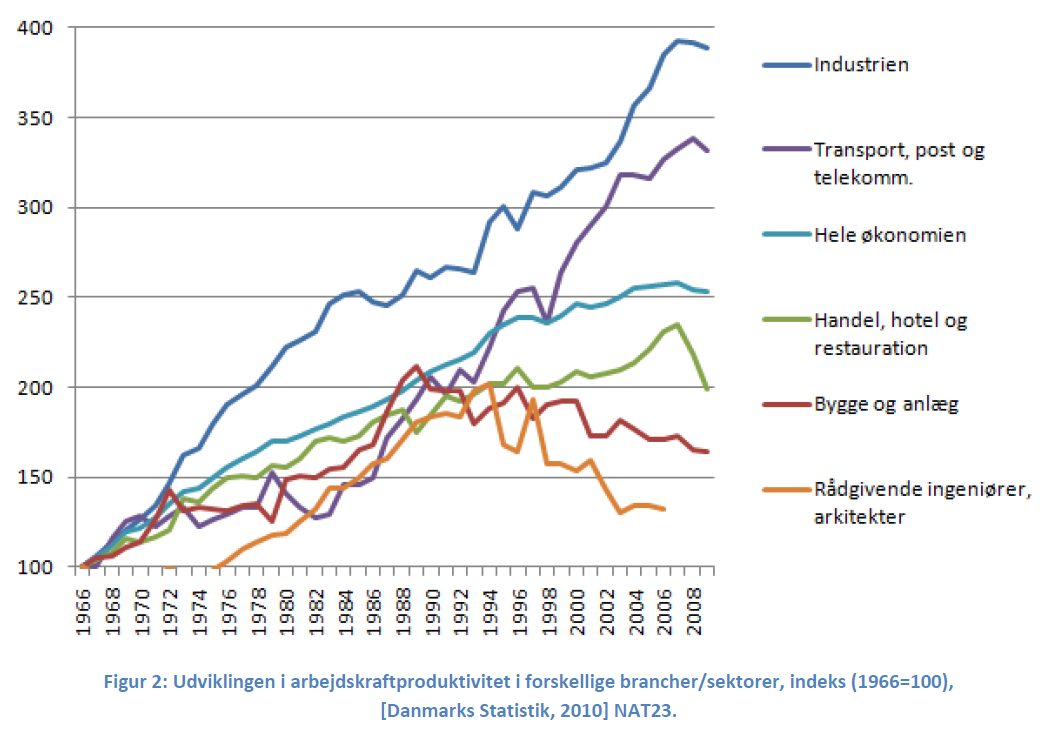 400
350
300
250
200
150
100
1966
1968
1970
1972
1974
1976
1978
1980
1982
1984
1986
1988
1990
1992
1994
1996
1998
2000
2002
2004
2006
2008
Industrien
Transport, post og
telekomm.
Hele økonomien
Handel, hotel og
restauration
Bygge og anlæg
Rådgivende ingeniører,
arkitekter
Figur 2: Udviklingen i arbejdskraftproduktivitet i forskellige brancher/sektorer, indeks (1966=100),
[Danmarks Statistik, 2010] NAT23.